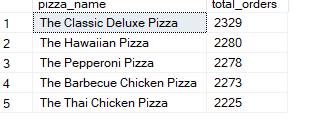 pizza_name total_orders
1 The Classic Deluxe Pizza 2329
2 The Hawaiian Pizza 2280
3 The Pepperoni Pizza 2278
4 The Barbecue Chicken Pizza 2273
5 The Thai Chicken Pizza 2225